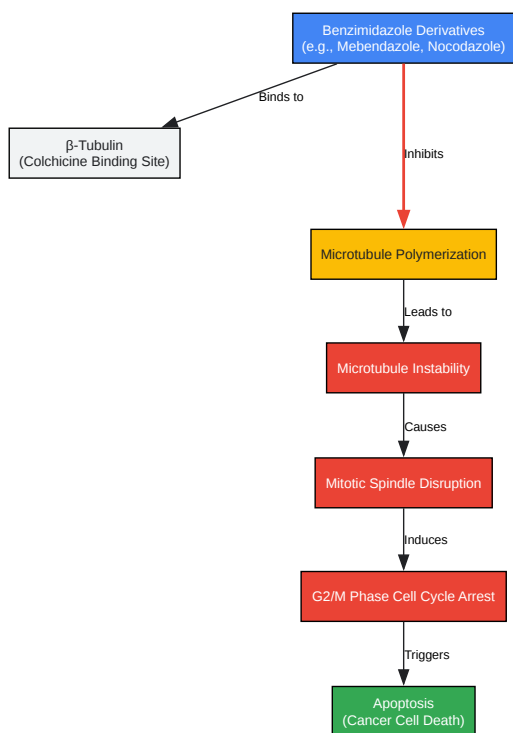 Benzimidazole Derivatives
(e.g., Mebendazole, Nocodazole)
Binds to
β-Tubulin
(Colchicine Binding Site)
Inhibits
Microtubule Polymerization
Leads to
Microtubule Instability
Causes
Mitotic Spindle Disruption
Induces
G2/M Phase Cell Cycle Arrest
Triggers
Apoptosis
(Cancer Cell Death)